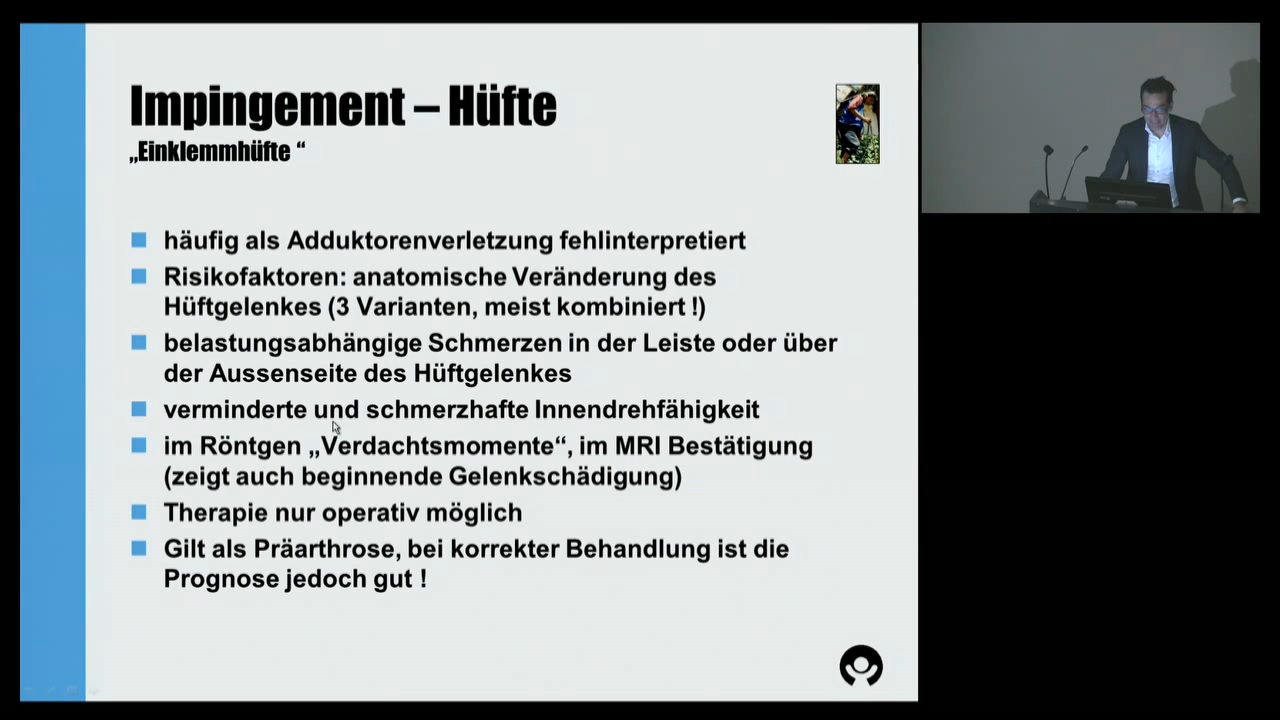 Impingement – Hüfte
„Einklemmhüfte “
häufig als Adduktorenverletzung fehlinterpretiert
Risikofaktoren: anatomische Veränderung des
Hüftgelenkes (3 Varianten, meist kombiniert !)
belastungsabhängige Schmerzen in der Leiste oder über
der Aussenseite des Hüftgelenkes
verminderte und schmerzhafte Innendrehfähigkeit
im Röntgen „Verdachtsmomente“, im MRI Bestätigung
(zeigt auch beginnende Gelenkschädigung)
Therapie nur operativ möglich
Gilt als Präarthrose, bei korrekter Behandlung ist die
Prognose jedoch gut !